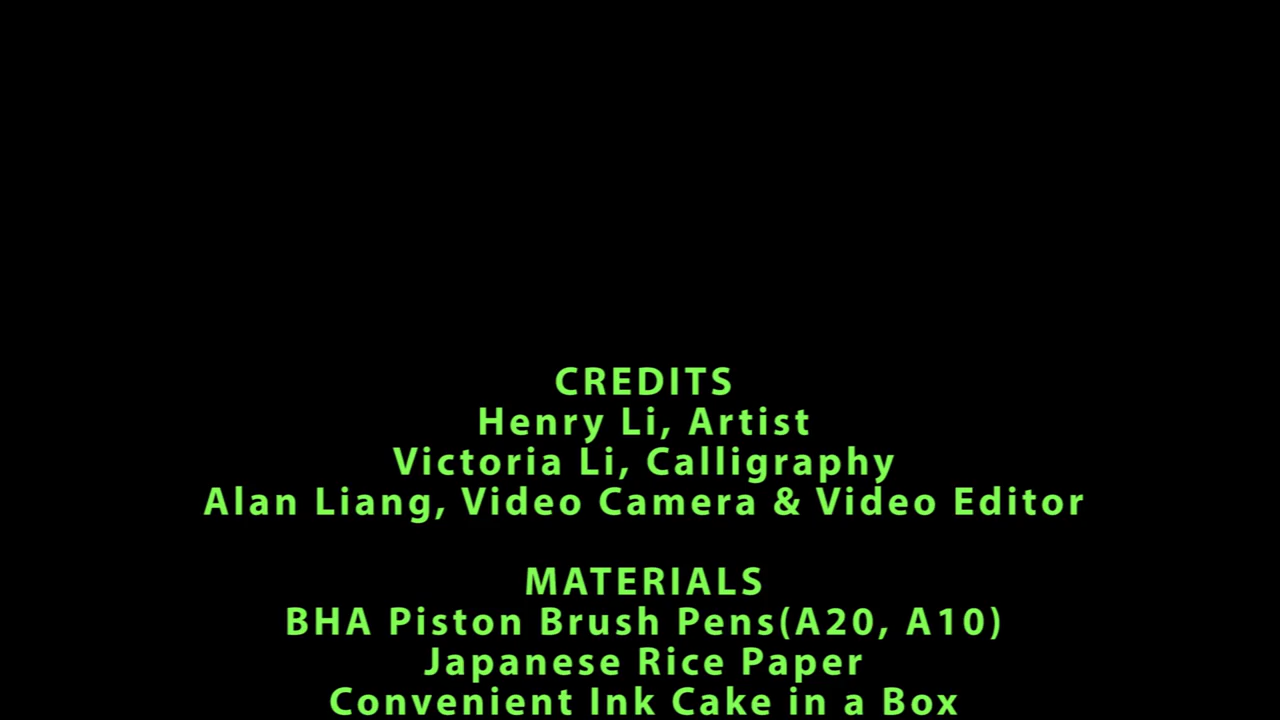 CREDITS
Henry Li, Artist
Victoria Li, Calligraphy
Alan Liang, Video Camera & Video Editor
MATERIALS
BHA Piston Brush Pens(A20, A10)
Japanese Rice Paper
Convenient Ink Cake in a Box